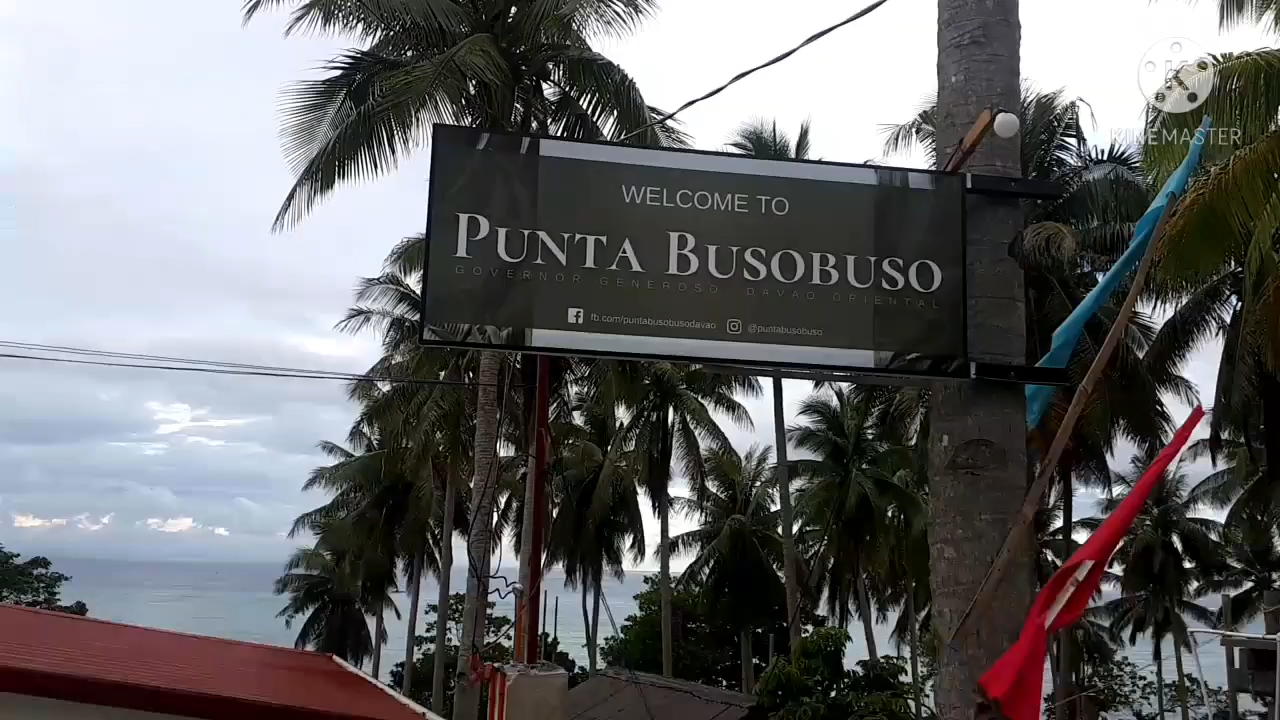 WELCOME TO
PUNTA BUSOBUSO
GOVERNOR GENEROSO DAVAO ORIENTAL
fb.com/puntabusobusodavao @puntabusobuso
KINEMASTER